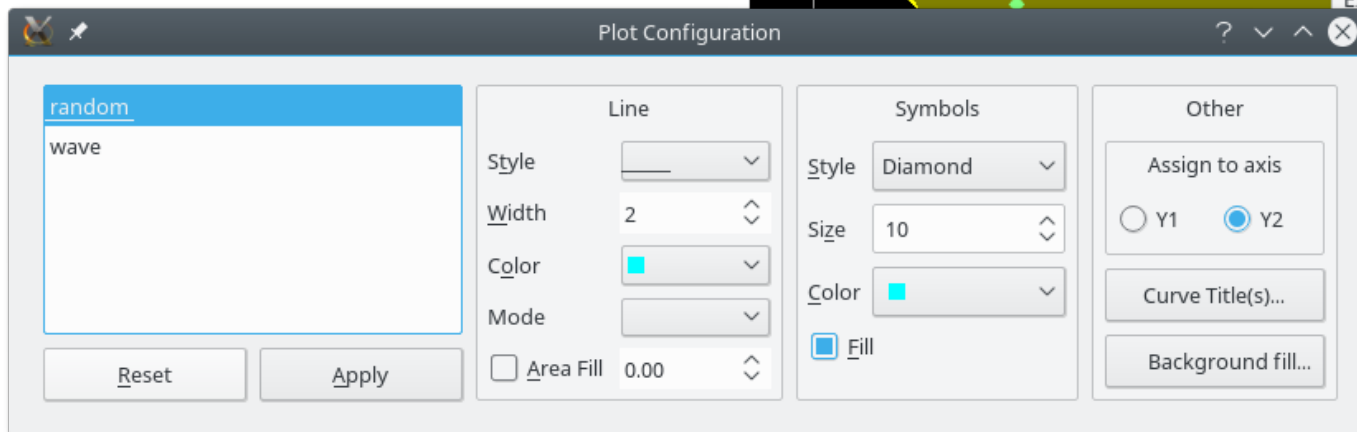 Plot Configuration
random
wave
Reset
Apply
Line
Style
Width 2
Color
Mode
Area Fill 0.00
Symbols
Style Diamond
Size 10
Color
Fill
Other
Assign to axis
Y1 Y2
Curve Title(s)...
Background fill...